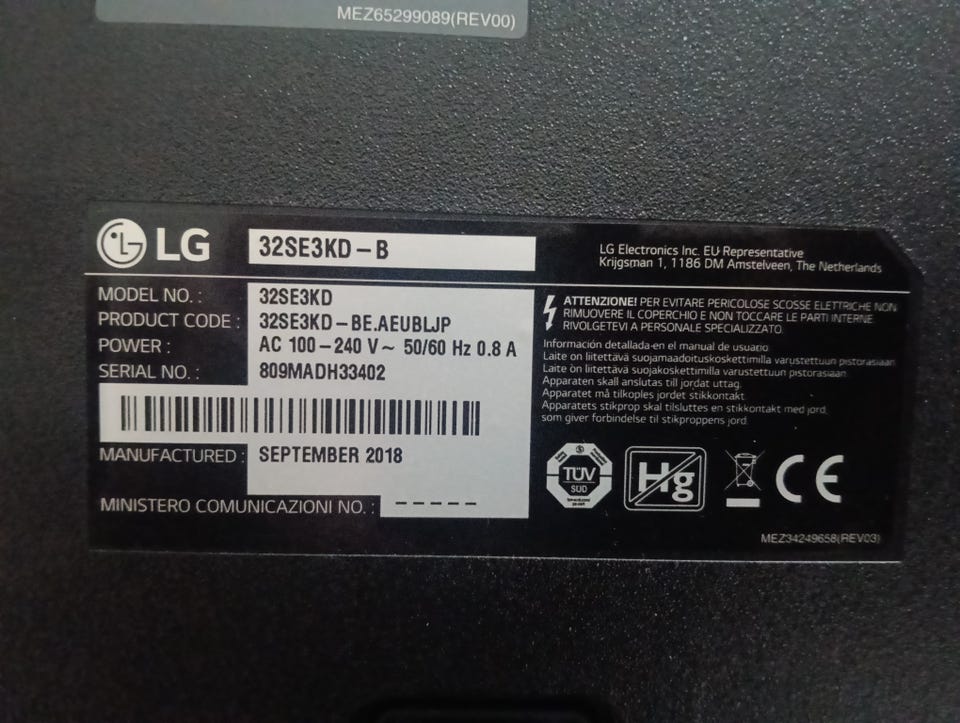 MEZ65299089(REV00)
LG
32SE3KD-B
LG Electronics Inc. EU Representative
Krijgsman 1, 1186 DM Amstelveen, The Netherlands
MODEL NO. : 32SE3KD
PRODUCT CODE : 32SE3KD-BE.AEUBLJP
POWER : AC 100-240 V~ 50/60 Hz 0.8 A
SERIAL NO. : 809MADH33402
MANUFACTURED : SEPTEMBER 2018
MINISTERO COMUNICAZIONI NO. : -----
ATTENZIONE! PER EVITARE PERICOLOSE SCOSSE ELETTRICHE NON
RIMUOVERE IL COPERCHIO E NON TOCCARE LE PARTI INTERNE.
RIVOLGETEVI A PERSONALE SPECIALIZZATO.
Información detallada en el manual de usuario.
Laite on liitettävä suojamaadoituskoskettimilla varustettuun pistorasiaan.
Laite on liitettävä suojakoskettimilla varustettuun pistorasiaan.
Apparaten skall anslutas till jordat uttag.
Apparatet må tilkoples jordet stikkontakt.
Apparatets stikprop skal tilsluttes en stikkontakt med jord,
som giver forbindelse til stikproppens jord.
TÜV
SÜD
Hg
CE
MEZ34249658(REV03)